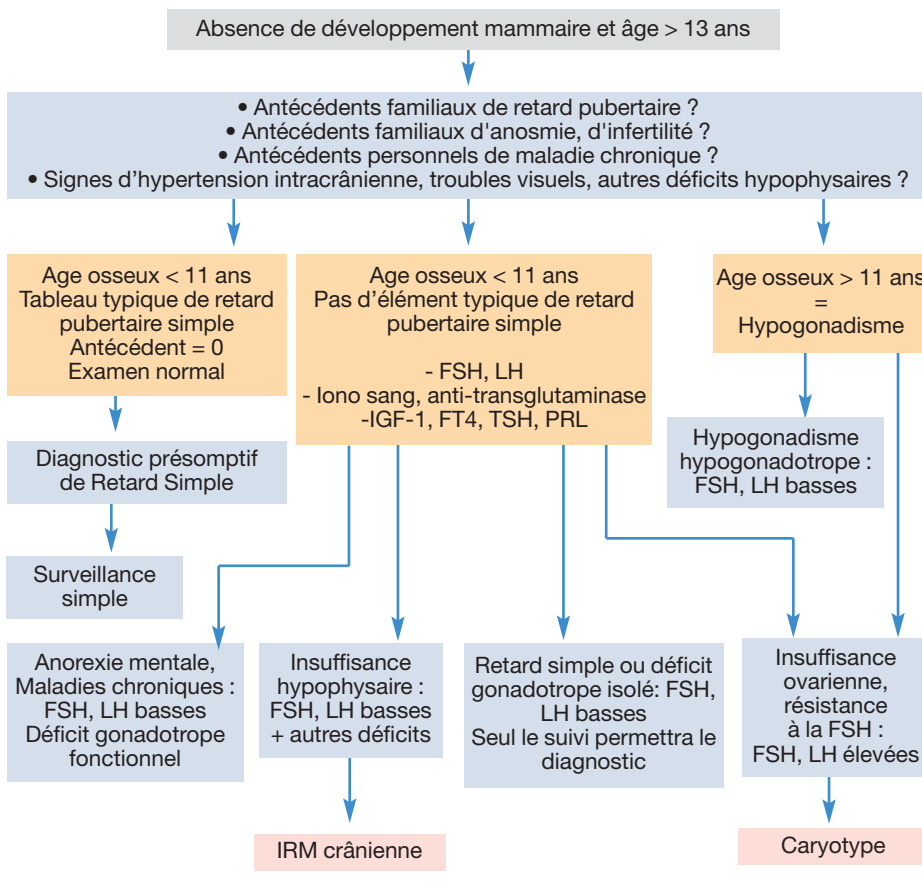 Absence de développement mammaire et âge > 13 ans
• Antécédents familiaux de retard pubertaire ?
• Antécédents familiaux d'anosmie, d'infertilité ?
• Antécédents personnels de maladie chronique ?
• Signes d’hypertension intracrânienne, troubles visuels, autres déficits hypophysaires ?
Age osseux < 11 ans
Tableau typique de retard
pubertaire simple
Antécédent = 0
Examen normal
Age osseux < 11 ans
Pas d’élément typique de retard
pubertaire simple
- FSH, LH
- Iono sang, anti-transglutaminase
-IGF-1, FT4, TSH, PRL
Age osseux > 11 ans
=
Hypogonadisme
Diagnostic présomptif
de Retard Simple
Hypogonadisme
hypogonadotrope :
FSH, LH basses
Surveillance
simple
Anorexie mentale,
Maladies chroniques :
FSH, LH basses
Déficit gonadotrope
fonctionnel
Insuffisance
hypophysaire :
FSH, LH basses
+ autres déficits
Retard simple ou déficit
gonadotrope isolé: FSH,
LH basses
Seul le suivi permettra le
diagnostic
Insuffisance
ovarienne,
résistance
à la FSH :
FSH, LH élevées
IRM crânienne
Caryotype